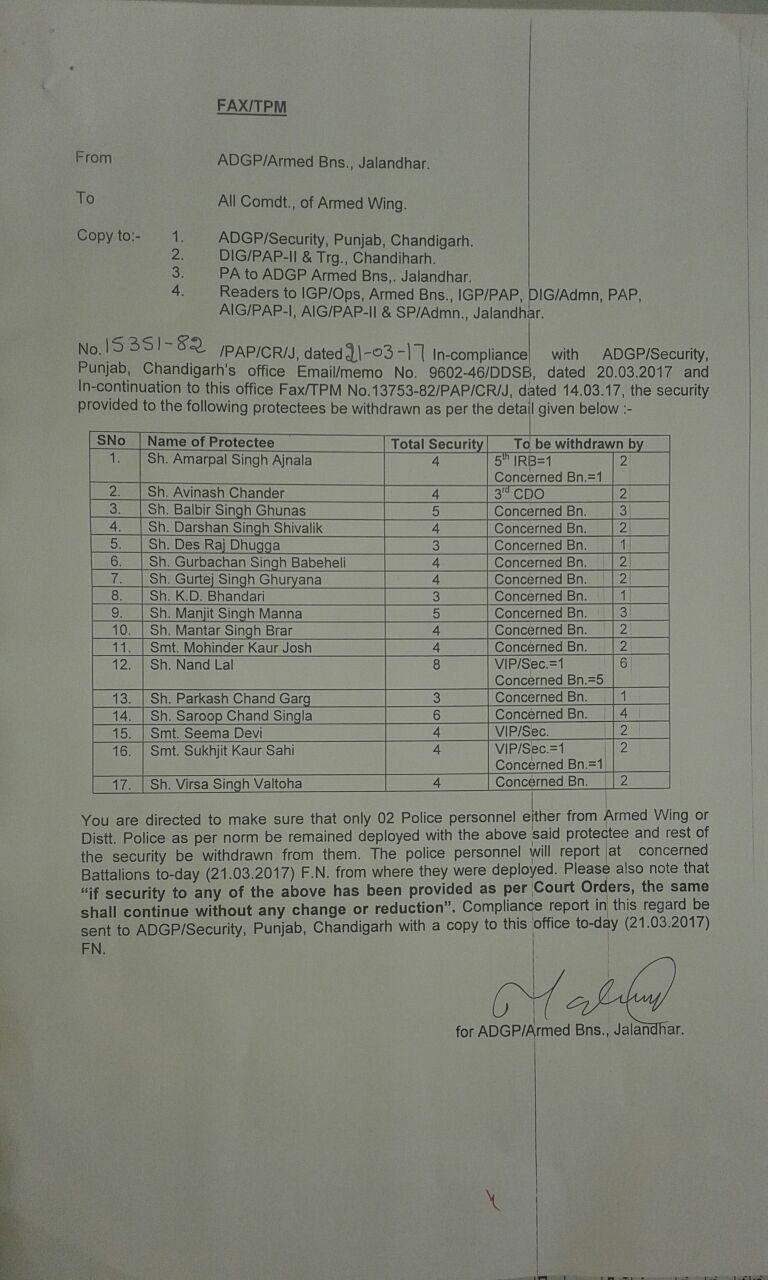 FAX/TPM
From ADGP/Armed Bns., Jalandhar.
To All Comdt., of Armed Wing.
Copy to:- 1. ADGP/Security, Punjab, Chandigarh.
2. DIG/PAP-II & Trg., Chandiharh.
3. PA to ADGP Armed Bns,. Jalandhar.
4. Readers to IGP/Ops, Armed Bns., IGP/PAP, DIG/Admn, PAP,
AIG/PAP-I, AIG/PAP-II & SP/Admn., Jalandhar.
No. 15351-82 /PAP/CR/J, dated 21-03-17 In-compliance with ADGP/Security,
Punjab, Chandigarh's office Email/memo No. 9602-46/DDSB, dated 20.03.2017 and
In-continuation to this office Fax/TPM No.13753-82/PAP/CR/J, dated 14.03.17, the security
provided to the following protectees be withdrawn as per the detail given below :-
SNo Name of Protectee Total Security To be withdrawn by
1. Sh. Amarpal Singh Ajnala 4 5th IRB=1 2
Concerned Bn.=1
2. Sh. Avinash Chander 4 3rd CDO 2
3. Sh. Balbir Singh Ghunas 5 Concerned Bn. 3
4. Sh. Darshan Singh Shivalik 4 Concerned Bn. 2
5. Sh. Des Raj Dhugga 3 Concerned Bn. 1
6. Sh. Gurbachan Singh Babeheli 4 Concerned Bn. 2
7. Sh. Gurtej Singh Ghuryana 4 Concerned Bn. 2
8. Sh. K.D. Bhandari 3 Concerned Bn. 1
9. Sh. Manjit Singh Manna 5 Concerned Bn. 3
10. Sh. Mantar Singh Brar 4 Concerned Bn. 2
11. Smt. Mohinder Kaur Josh 4 Concerned Bn. 2
12. Sh. Nand Lal 8 VIP/Sec.=1 6
Concerned Bn.=5
13. Sh. Parkash Chand Garg 3 Concerned Bn. 1
14. Sh. Saroop Chand Singla 6 Concerned Bn. 4
15. Smt. Seema Devi 4 VIP/Sec. 2
16. Smt. Sukhjit Kaur Sahi 4 VIP/Sec.=1 2
Concerned Bn.=1
17. Sh. Virsa Singh Valtoha 4 Concerned Bn. 2
You are directed to make sure that only 02 Police personnel either from Armed Wing or
Distt. Police as per norm be remained deployed with the above said protectee and rest of
the security be withdrawn from them. The police personnel will report at concerned
Battalions to-day (21.03.2017) F.N. from where they were deployed. Please also note that
“if security to any of the above has been provided as per Court Orders, the same
shall continue without any change or reduction”. Compliance report in this regard be
sent to ADGP/Security, Punjab, Chandigarh with a copy to this office to-day (21.03.2017)
FN.
for ADGP/Armed Bns., Jalandhar.